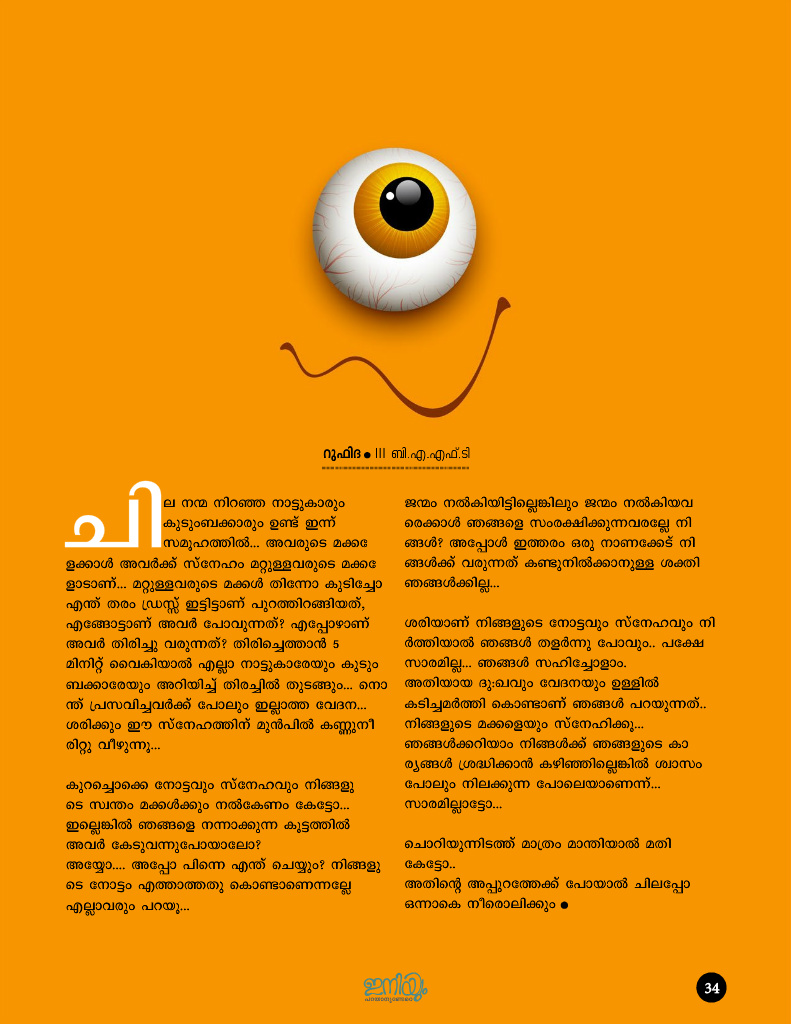 റുഫിദ ● III ബി.എ.എഫ്.ടി
ചില നന്മ നിറഞ്ഞ നാട്ടുകാരും
കുടുംബക്കാരും ഉണ്ട് ഇന്ന്
സമൂഹത്തിൽ... അവരുടെ മക്ക
ളക്കാൾ അവർക്ക് സ്നേഹം മറ്റുള്ളവരുടെ മക്ക
ളോടാണ്... മറ്റുള്ളവരുടെ മക്കൾ തിന്നോ കുടിച്ചോ
എന്ത് തരം ഡ്രസ്സ് ഇട്ടിട്ടാണ് പുറത്തിറങ്ങിയത്,
എങ്ങോട്ടാണ് അവർ പോവുന്നത്? എപ്പോഴാണ്
അവർ തിരിച്ചു വരുന്നത്? തിരിച്ചെത്താൻ 5
മിനിറ്റ് വൈകിയാൽ എല്ലാ നാട്ടുകാരേയും കുടും
ബക്കാരേയും അറിയിച്ച് തിരച്ചിൽ തുടങ്ങും... നൊ
ന്ത് പ്രസവിച്ചവർക്ക് പോലും ഇല്ലാത്ത വേദന...
ശരിക്കും ഈ സ്നേഹത്തിന് മുൻപിൽ കണ്ണുനീ
രിറ്റു വീഴുന്നു...
കുറച്ചൊക്കെ നോട്ടവും സ്നേഹവും നിങ്ങളു
ടെ സ്വന്തം മക്കൾക്കും നൽകേണം കേട്ടോ...
ഇല്ലെങ്കിൽ ഞങ്ങളെ നന്നാക്കുന്ന കൂട്ടത്തിൽ
അവർ കേടുവന്നുപോയാലോ?
അയ്യോ.... അപ്പോ പിന്നെ എന്ത് ചെയ്യും? നിങ്ങളു
ടെ നോട്ടം എത്താത്തതു കൊണ്ടാണെന്നല്ലേ
എല്ലാവരും പറയൂ...
ജന്മം നൽകിയിട്ടില്ലെങ്കിലും ജന്മം നൽകിയവ
രെക്കാൾ ഞങ്ങളെ സംരക്ഷിക്കുന്നവരല്ലേ നി
ങ്ങൾ? അപ്പോൾ ഇത്തരം ഒരു നാണക്കേട് നി
ങ്ങൾക്ക് വരുന്നത് കണ്ടുനിൽക്കാനുള്ള ശക്തി
ഞങ്ങൾക്കില്ല...
ശരിയാണ് നിങ്ങളുടെ നോട്ടവും സ്നേഹവും നി
ർത്തിയാൽ ഞങ്ങൾ തളർന്നു പോവും.. പക്ഷേ
സാരമില്ല... ഞങ്ങൾ സഹിച്ചോളാം.
അതിയായ ദു:ഖവും വേദനയും ഉള്ളിൽ
കടിച്ചമർത്തി കൊണ്ടാണ് ഞങ്ങൾ പറയുന്നത്..
നിങ്ങളുടെ മക്കളെയും സ്നേഹിക്കൂ...
ഞങ്ങൾക്കറിയാം നിങ്ങൾക്ക് ഞങ്ങളുടെ കാ
ര്യങ്ങൾ ശ്രദ്ധിക്കാൻ കഴിഞ്ഞില്ലെങ്കിൽ ശ്വാസം
പോലും നിലക്കുന്ന പോലെയാണെന്ന്...
സാരമില്ലാട്ടോ...
ചൊറിയുന്നിടത്ത് മാത്രം മാന്തിയാൽ മതി
കേട്ടോ..
അതിന്റെ അപ്പുറത്തേക്ക് പോയാൽ ചിലപ്പോ
ഒന്നാകെ നീരൊലിക്കും ●
ഇനിയും
34